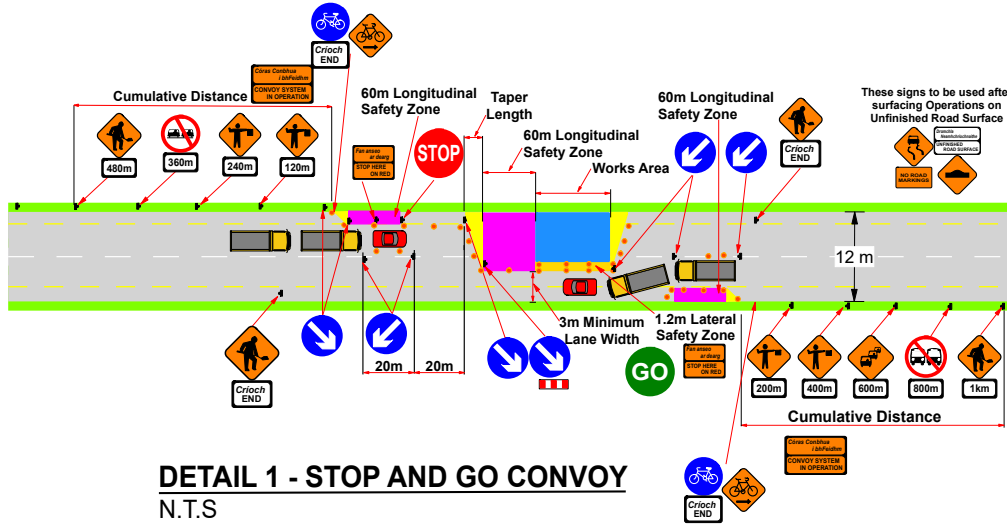 Críoch
END
Córas Conbhua
i bhFeidhm
CONVOY SYSTEM
IN OPERATION
Cumulative Distance
480m
360m
240m
120m
60m Longitudinal
Safety Zone
Fan anseo
ar dearg
STOP HERE
ON RED
STOP
Taper
Length
60m Longitudinal
Safety Zone
Works Area
60m Longitudinal
Safety Zone
Críoch
END
These signs to be used afte
surfacing Operations on
Unfinished Road Surface
Dromchla
Neamhchríochnaithe
UNFINISHED
ROAD SURFACE
NO ROAD
MARKINGS
12 m
Críoch
END
20m
20m
3m Minimum
Lane Width
1.2m Lateral
Safety Zone
GO
Fan anseo
ar dearg
STOP HERE
ON RED
200m
400m
600m
800m
1km
Cumulative Distance
Córas Conbhua
i bhFeidhm
CONVOY SYSTEM
IN OPERATION
Críoch
END
DETAIL 1 - STOP AND GO CONVOY
N.T.S